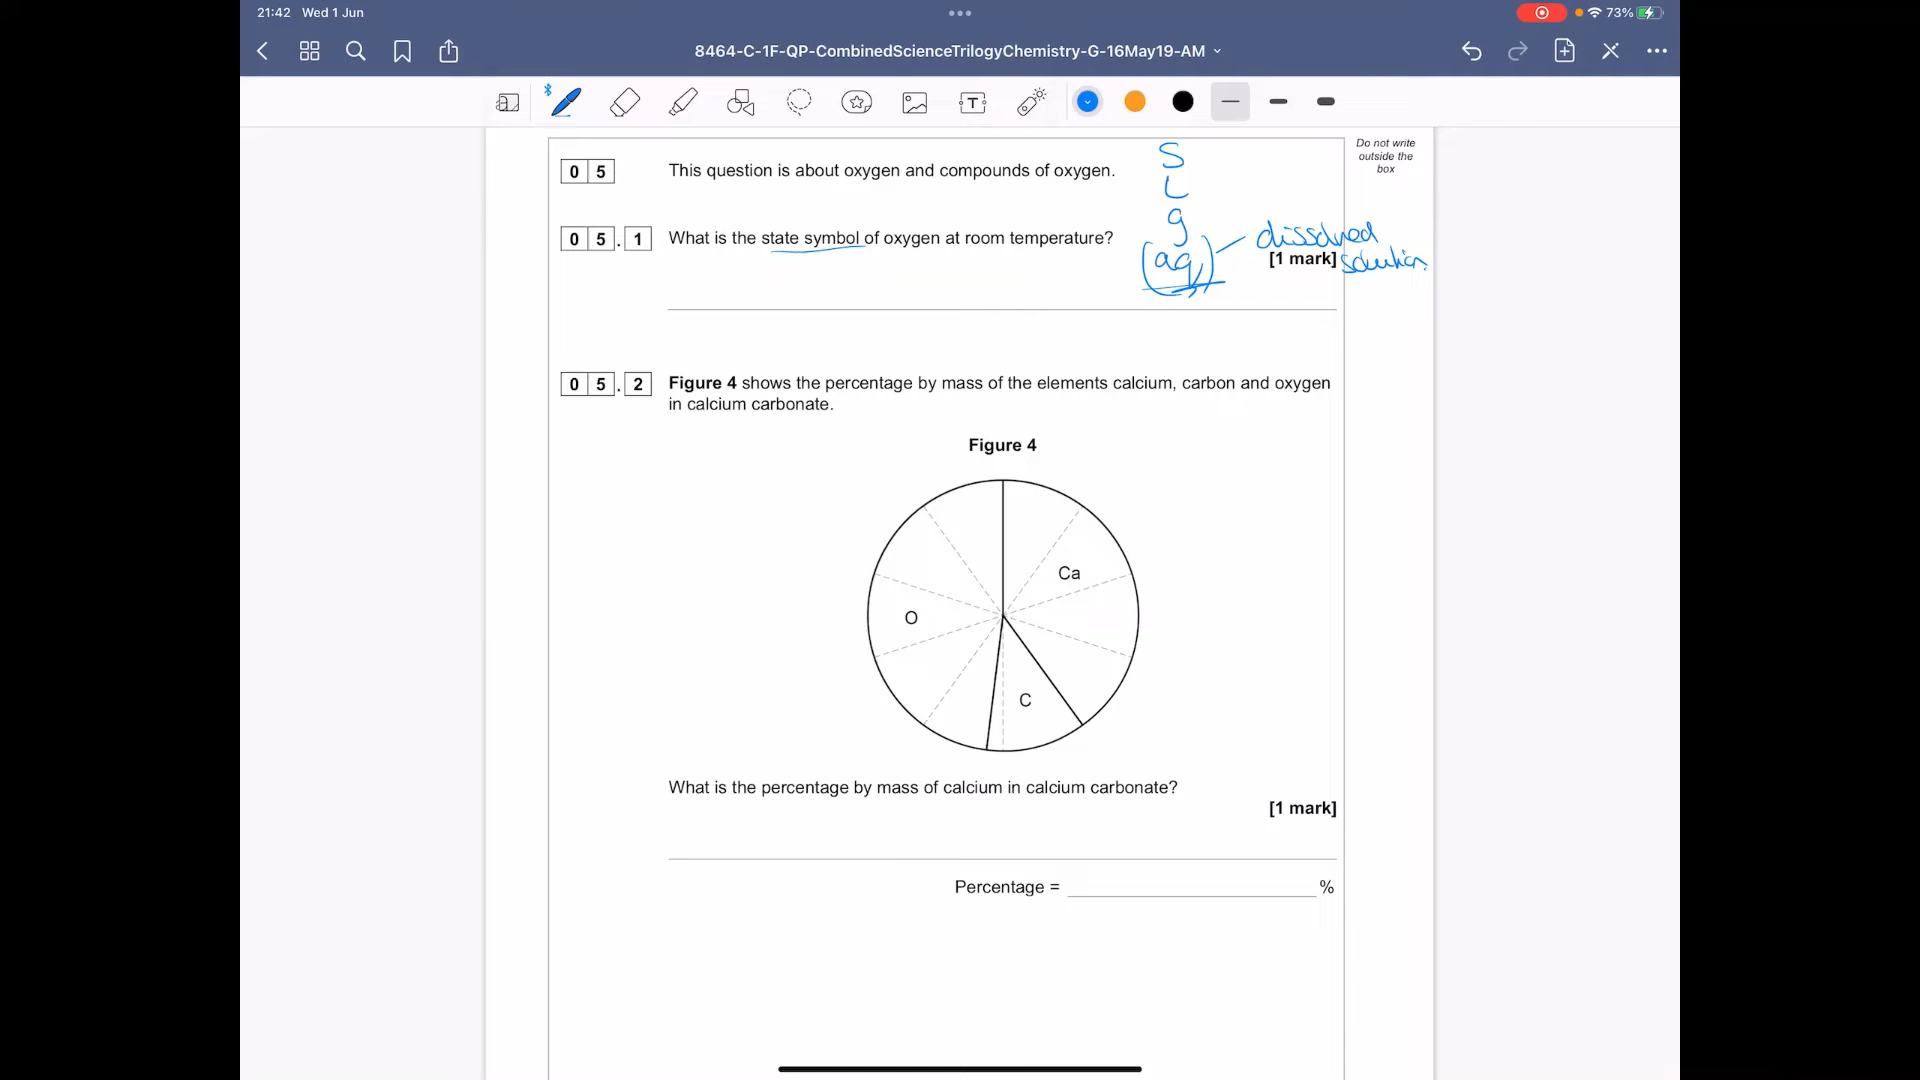 21:42 Wed 1 Jun
73%
8464-C-1F-QP-CombinedScienceTrilogyChemistry-G-16May19-AM
T
Do not write
outside the
box
S
L
g
(aq)
dissolved
solution
0 5 This question is about oxygen and compounds of oxygen.
0 5 . 1 What is the state symbol of oxygen at room temperature?
[1 mark]
0 5 . 2 Figure 4 shows the percentage by mass of the elements calcium, carbon and oxygen
in calcium carbonate.
Figure 4
Ca
O
C
What is the percentage by mass of calcium in calcium carbonate?
[1 mark]
Percentage = %